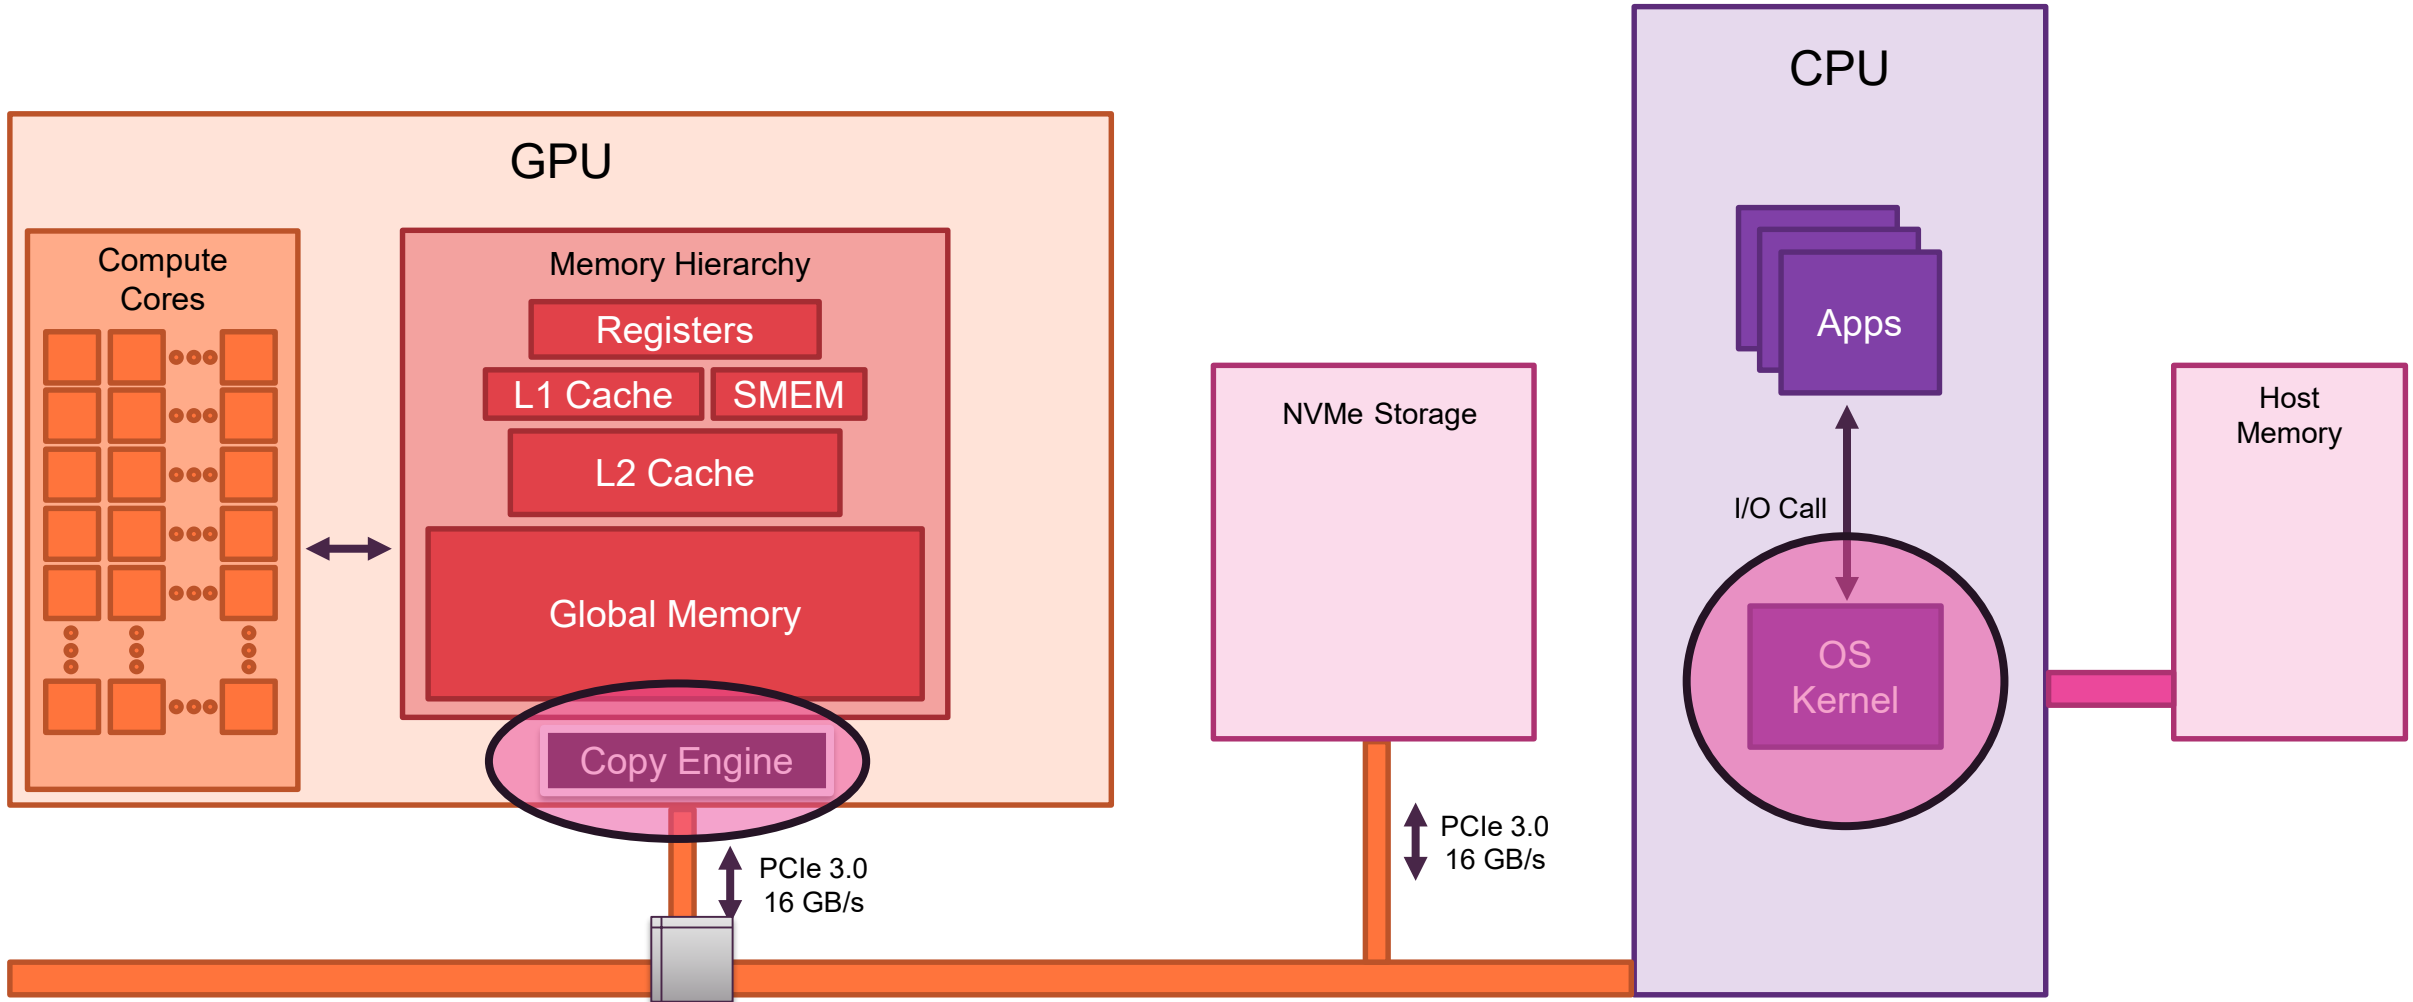 CPU
GPU
Compute
Cores
Memory Hierarchy
Registers
L1 Cache
SMEM
L2 Cache
Global Memory
Copy Engine
PCIe 3.0
16 GB/s
NVMe Storage
PCIe 3.0
16 GB/s
Apps
I/O Call
OS
Kernel
Host
Memory